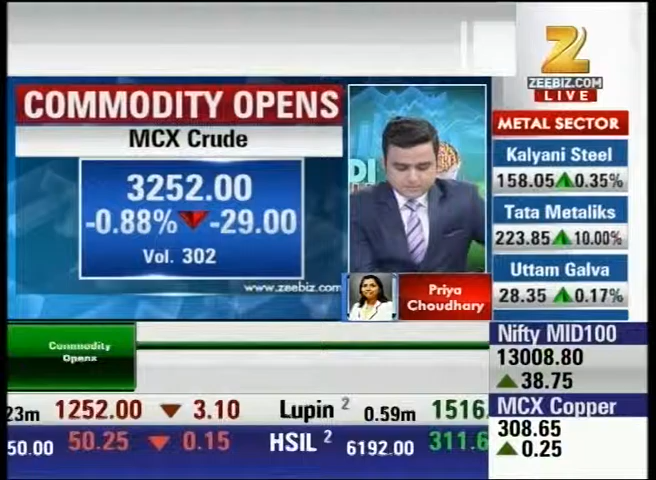 COMMODITY OPENS
MCX Crude
3252.00
-0.88% -29.00
Vol. 302
www.zeebiz.com
DI
Priya
Choudhary
ZEEBIZ.COM
LIVE
METAL SECTOR
Kalyani Steel
158.05 0.35%
Tata Metaliks
223.85 10.00%
Uttam Galva
28.35 0.17%
Commodity
Opens
Nifty MID100
13008.80
38.75
MCX Copper
308.65
0.25
23m 1252.00 3.10 Lupin 2 0.59m 1516.
50.00 50.25 0.15 HSIL 2 6192.00 311.6